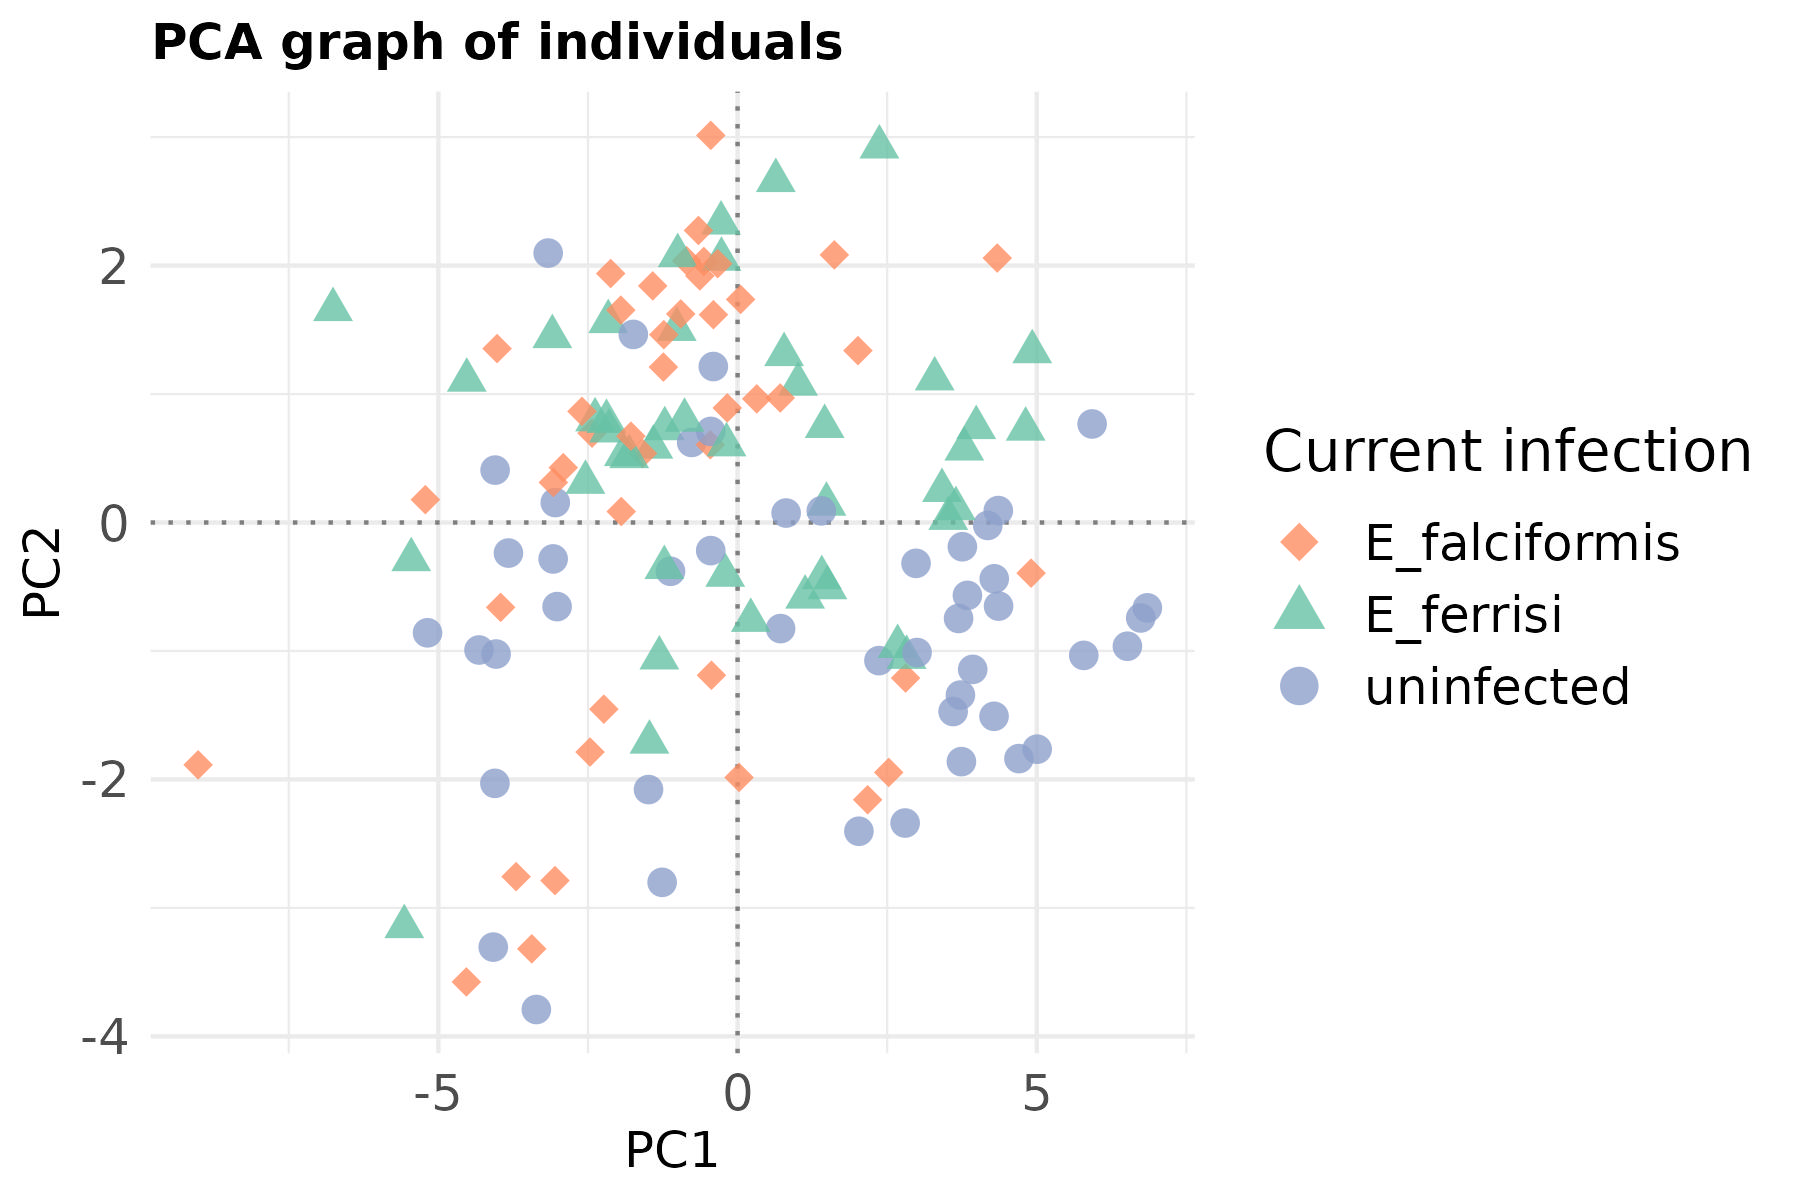 PCA graph of individuals
PC2
2
0
-2
-4
-5 0 5
PC1
Current infection
E_falciformis
E_ferrisi
uninfected